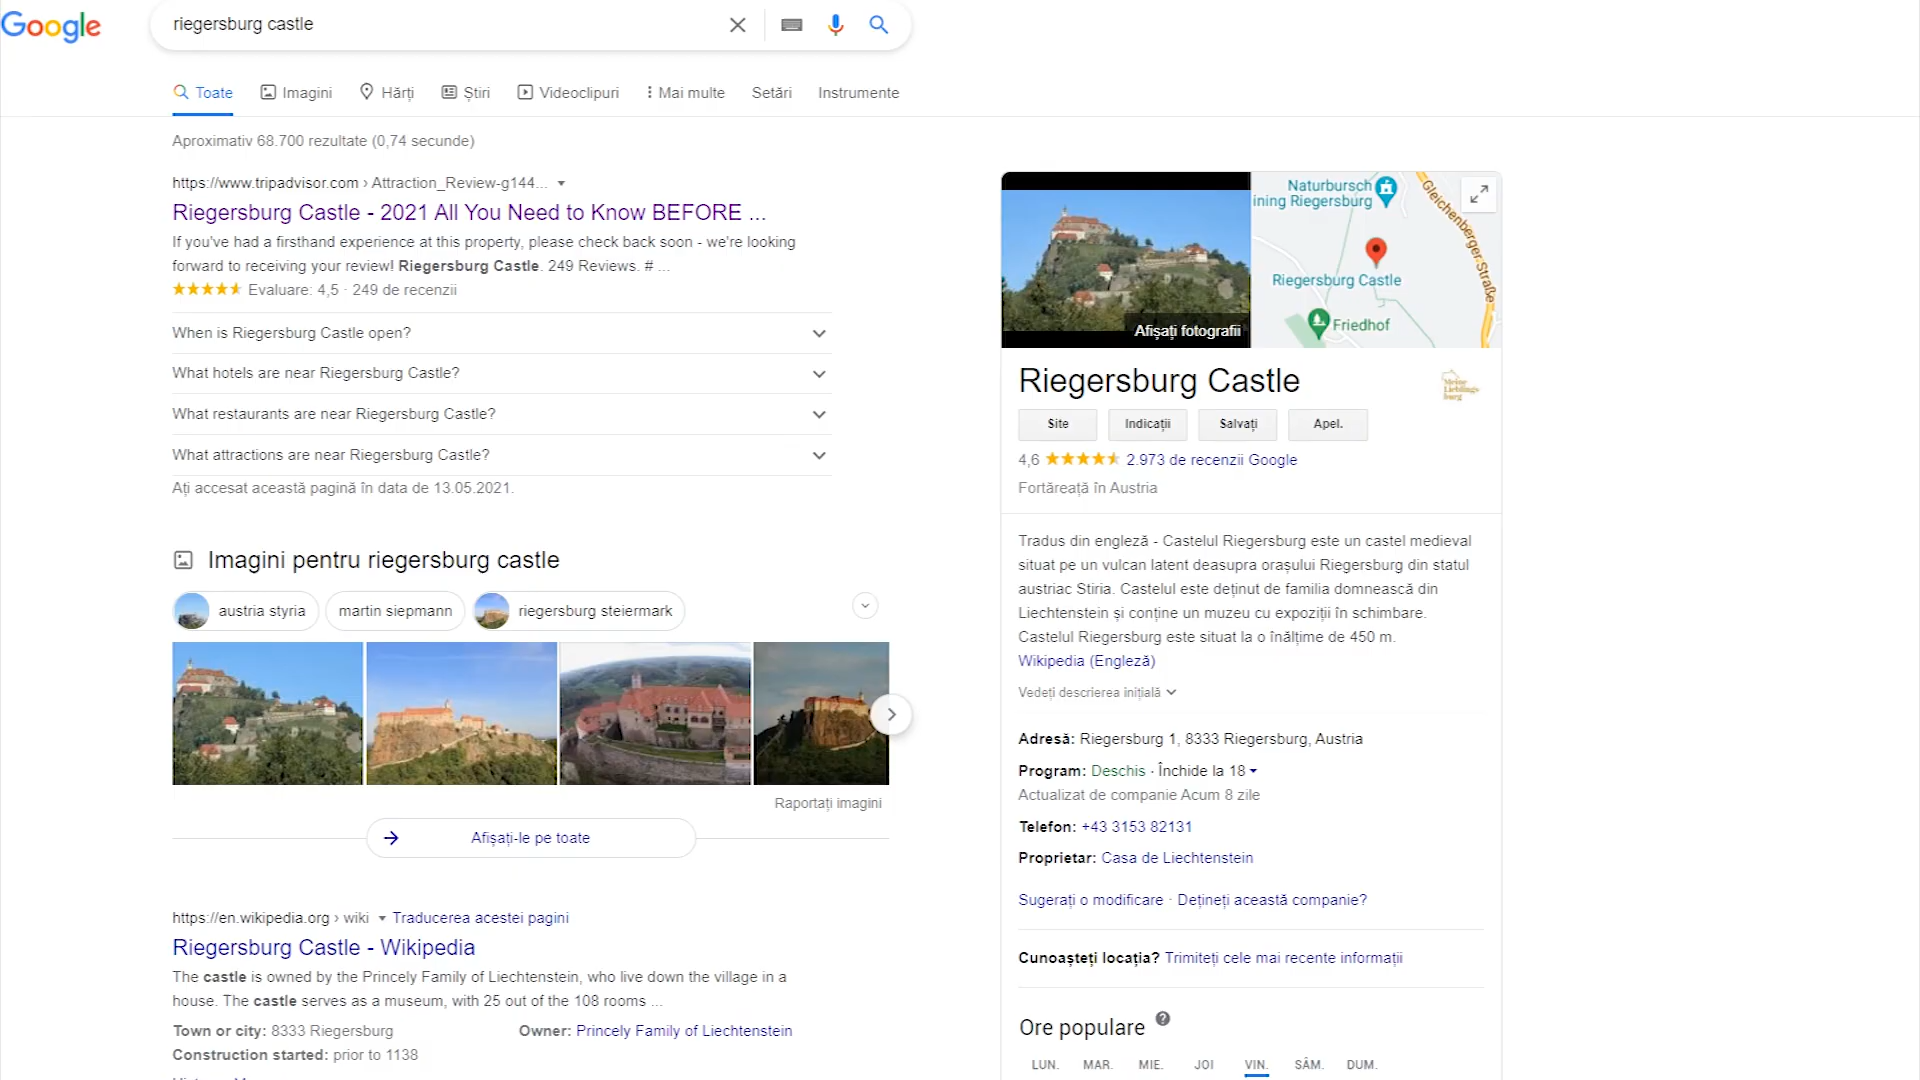 Google
riegersburg castle
Toate
Imagini
Hărți
Știri
Videoclipuri
Mai multe
Setări
Instrumente
Aproximativ 68.700 rezultate (0,74 secunde)
https://www.tripadvisor.com › Attraction_Review-g144...
Riegersburg Castle - 2021 All You Need to Know BEFORE ...
If you've had a firsthand experience at this property, please check back soon - we're looking
forward to receiving your review! Riegersburg Castle. 249 Reviews. # ...
Evaluare: 4,5 · 249 de recenzii
When is Riegersburg Castle open?
What hotels are near Riegersburg Castle?
What restaurants are near Riegersburg Castle?
What attractions are near Riegersburg Castle?
Ați accesat această pagină în data de 13.05.2021.
Imagini pentru riegersburg castle
austria styria
martin siepmann
riegersburg steiermark
Raportați imagini
Afișați-le pe toate
https://en.wikipedia.org › wiki
Traducerea acestei pagini
Riegersburg Castle - Wikipedia
The castle is owned by the Princely Family of Liechtenstein, who live down the village in a
house. The castle serves as a museum, with 25 out of the 108 rooms ...
Town or city: 8333 Riegersburg
Owner: Princely Family of Liechtenstein
Construction started: prior to 1138
Naturbursch
ining Riegersburg
Gleichenberger Straße
Riegersburg Castle
Friedhof
Afișați fotografii
Riegersburg Castle
Meine
Lieblings
burg
Site
Indicații
Salvați
Apel.
4,6
2.973 de recenzii Google
Fortăreață în Austria
Tradus din engleză - Castelul Riegersburg este un castel medieval
situat pe un vulcan latent deasupra orașului Riegersburg din statul
austriac Stiria. Castelul este deținut de familia domnească din
Liechtenstein și conține un muzeu cu expoziții în schimbare.
Castelul Riegersburg este situat la o înălțime de 450 m.
Wikipedia (Engleză)
Vedeți descrierea inițială
Adresă: Riegersburg 1, 8333 Riegersburg, Austria
Program: Deschis · Închide la 18
Actualizat de companie Acum 8 zile
Telefon: +43 3153 82131
Proprietar: Casa de Liechtenstein
Sugerați o modificare · Dețineți această companie?
Cunoașteți locația? Trimiteți cele mai recente informații
Ore populare
LUN.
MAR.
MIE.
JOI
VIN.
SÂM.
DUM.